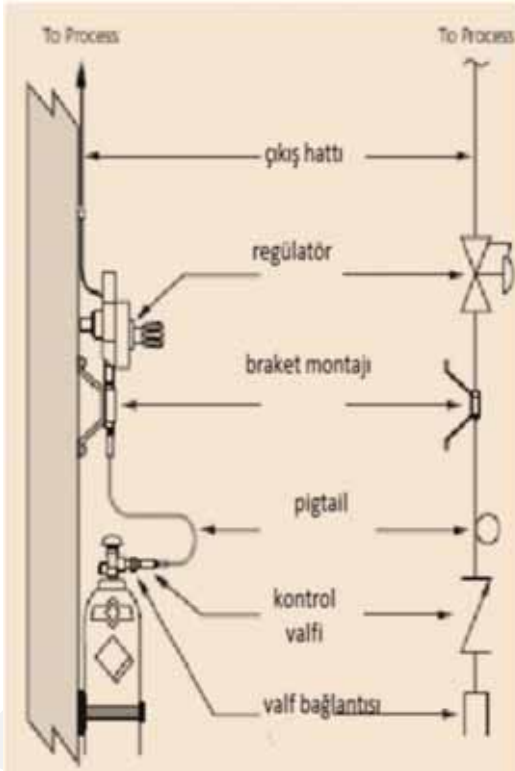 To Process To Process
çıkış hattı
regülatör
braket montajı
pigtail
kontrol
valfi
valf bağlantısı